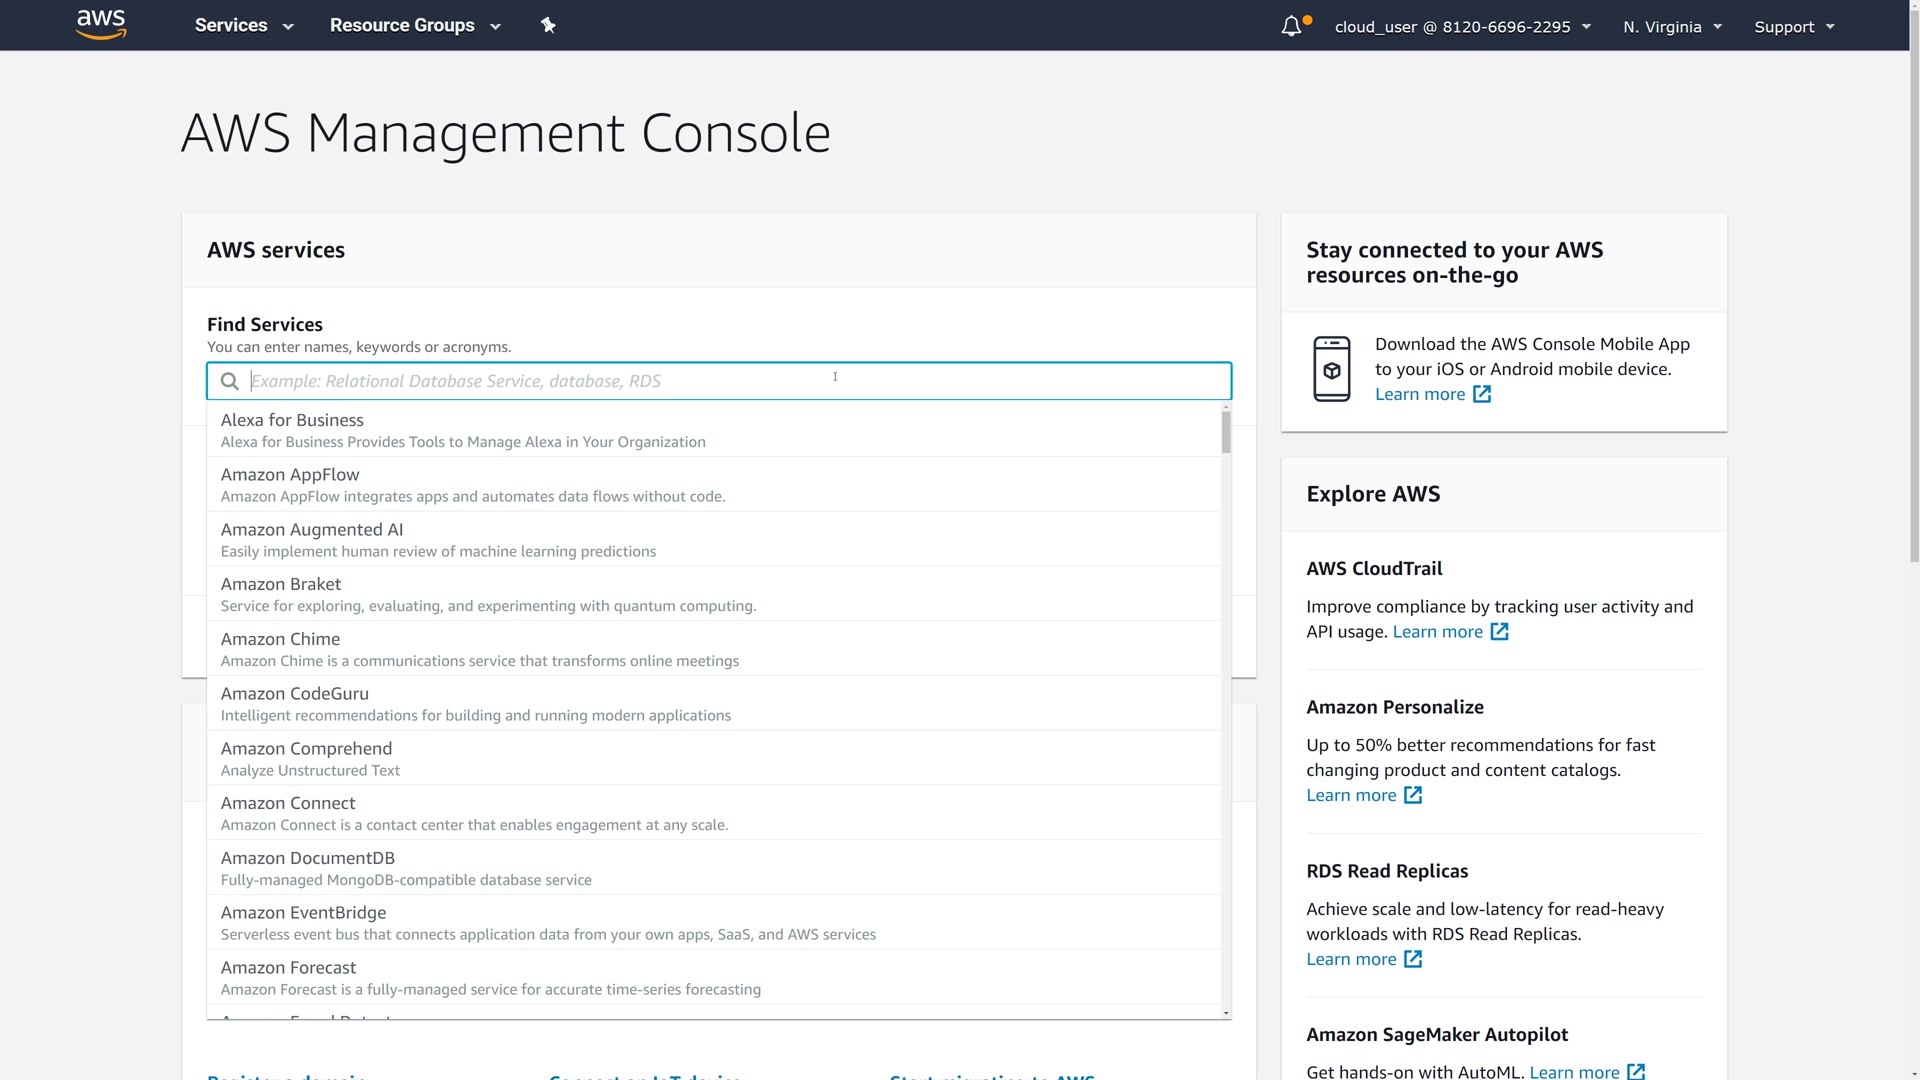 aws
Services
Resource Groups
cloud_user @ 8120-6696-2295
N. Virginia
Support
AWS Management Console
AWS services
Find Services
You can enter names, keywords or acronyms.
Example: Relational Database Service, database, RDS
Alexa for Business
Alexa for Business Provides Tools to Manage Alexa in Your Organization
Amazon AppFlow
Amazon AppFlow integrates apps and automates data flows without code.
Amazon Augmented AI
Easily implement human review of machine learning predictions
Amazon Braket
Service for exploring, evaluating, and experimenting with quantum computing.
Amazon Chime
Amazon Chime is a communications service that transforms online meetings
Amazon CodeGuru
Intelligent recommendations for building and running modern applications
Amazon Comprehend
Analyze Unstructured Text
Amazon Connect
Amazon Connect is a contact center that enables engagement at any scale.
Amazon DocumentDB
Fully-managed MongoDB-compatible database service
Amazon EventBridge
Serverless event bus that connects application data from your own apps, SaaS, and AWS services
Amazon Forecast
Amazon Forecast is a fully-managed service for accurate time-series forecasting
Stay connected to your AWS
resources on-the-go
Download the AWS Console Mobile App
to your iOS or Android mobile device.
Learn more
Explore AWS
AWS CloudTrail
Improve compliance by tracking user activity and
API usage. Learn more
Amazon Personalize
Up to 50% better recommendations for fast
changing product and content catalogs.
Learn more
RDS Read Replicas
Achieve scale and low-latency for read-heavy
workloads with RDS Read Replicas.
Learn more
Amazon SageMaker Autopilot
Get hands-on with AutoML. Learn more